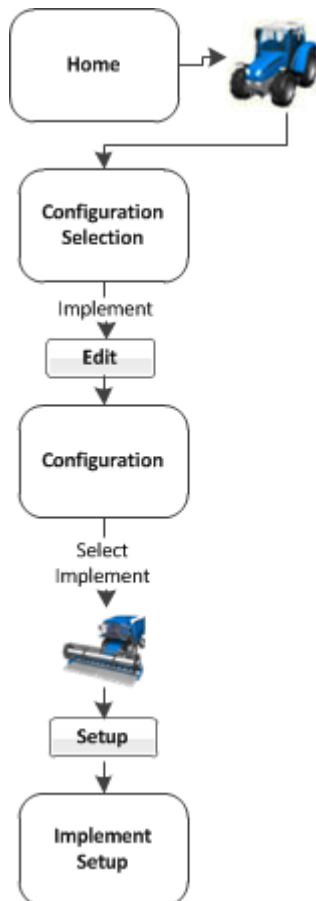 Home
Configuration
Selection
Implement
Edit
Configuration
Select
Implement
Setup
Implement
Setup